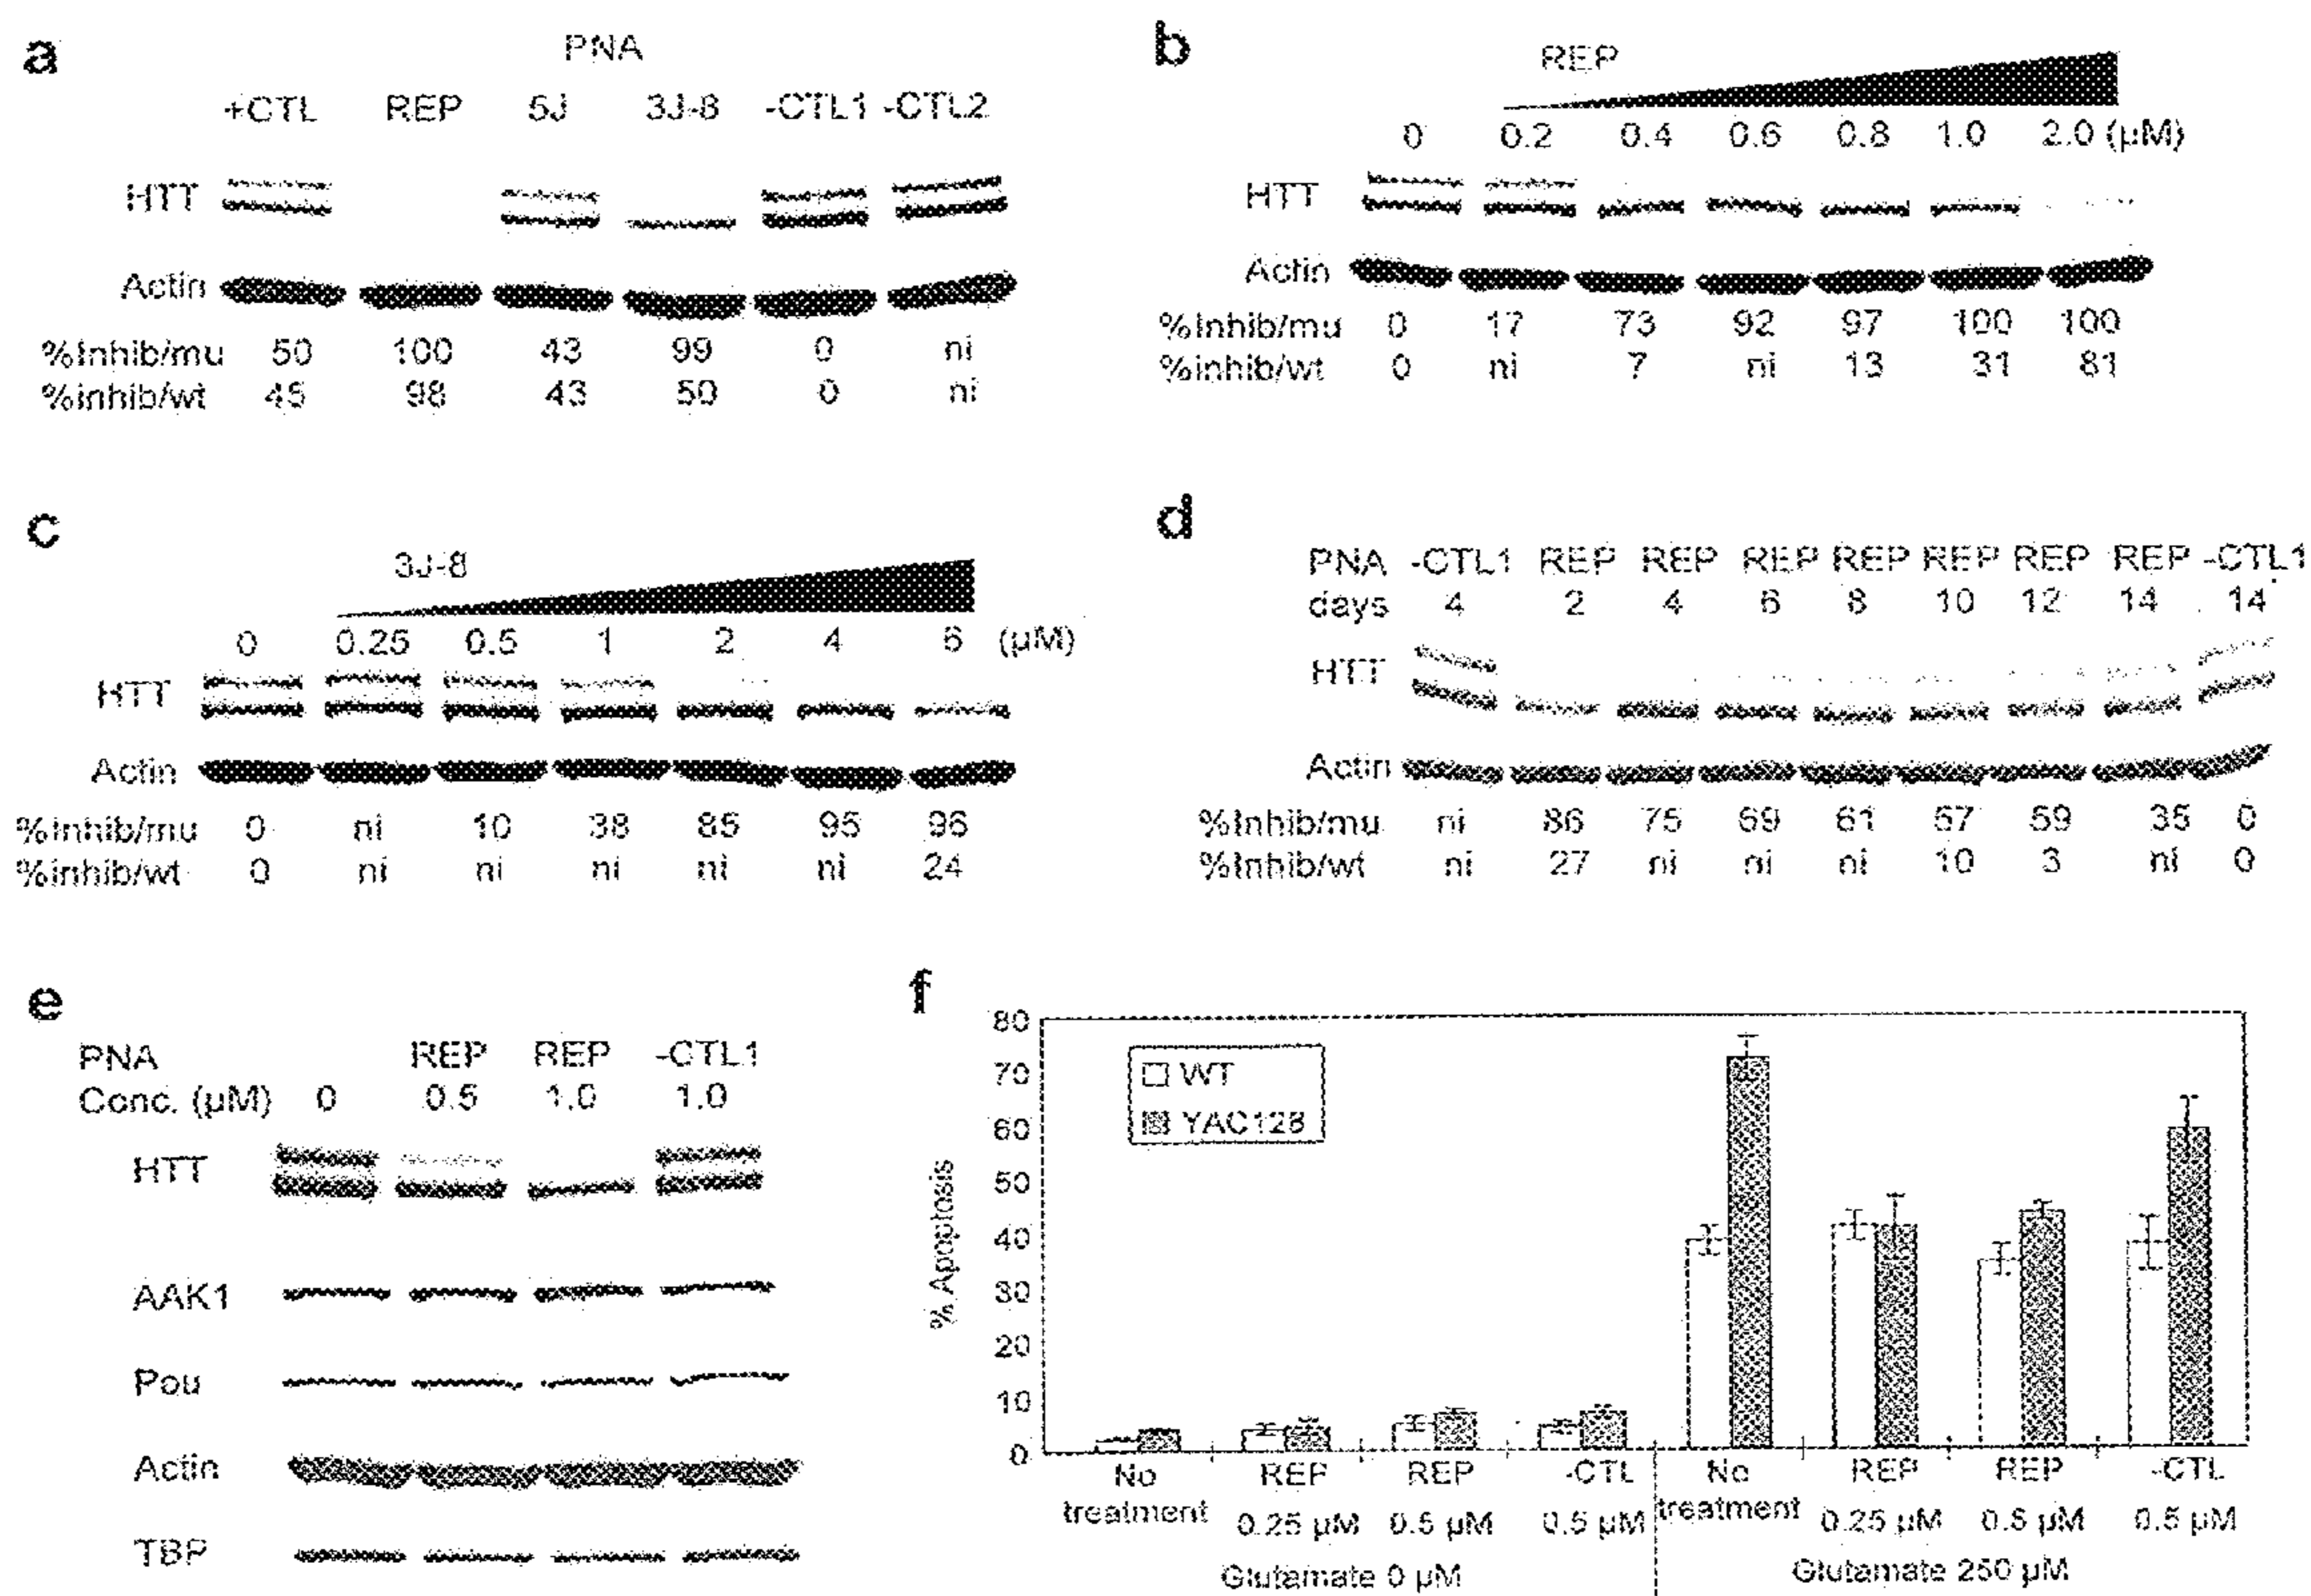 a
PNA
+CTL REP 5J 3J-8 -CTL1 -CTL2
HTT
Actin
%Inhib/mu 50 100 43 99 0 ni
%inhib/wt 45 98 43 50 0 ni
b
REP
0 0.2 0.4 0.6 0.8 1.0 2.0 (µM)
HTT
Actin
%Inhib/mu 0 17 73 92 97 100 100
%inhib/wt 0 ni 7 ni 13 31 81
c
3J-8
0 0.25 0.5 1 2 4 6 (µM)
HTT
Actin
%Inhib/mu 0 ni 10 38 85 95 96
%inhib/wt 0 ni ni ni ni ni 24
d
PNA -CTL1 REP REP REP REP REP REP REP -CTL1
days 4 2 4 6 8 10 12 14 14
HTT
Actin
%Inhib/mu ni 86 75 69 61 57 59 35 0
%Inhib/wt ni 27 ni ni ni 10 3 ni 0
e
PNA REP REP -CTL1
Conc. (µM) 0 0.5 1.0 1.0
HTT
AAK1
Pou
Actin
TBP
f
% Apoptosis
80
70
60
50
40
30
20
10
0
WT
YAC128
No treatment REP 0.25 µM REP 0.5 µM -CTL 0.5 µM No treatment REP 0.25 µM REP 0.5 µM -CTL 0.5 µM
Glutamate 0 µM Glutamate 250 µM